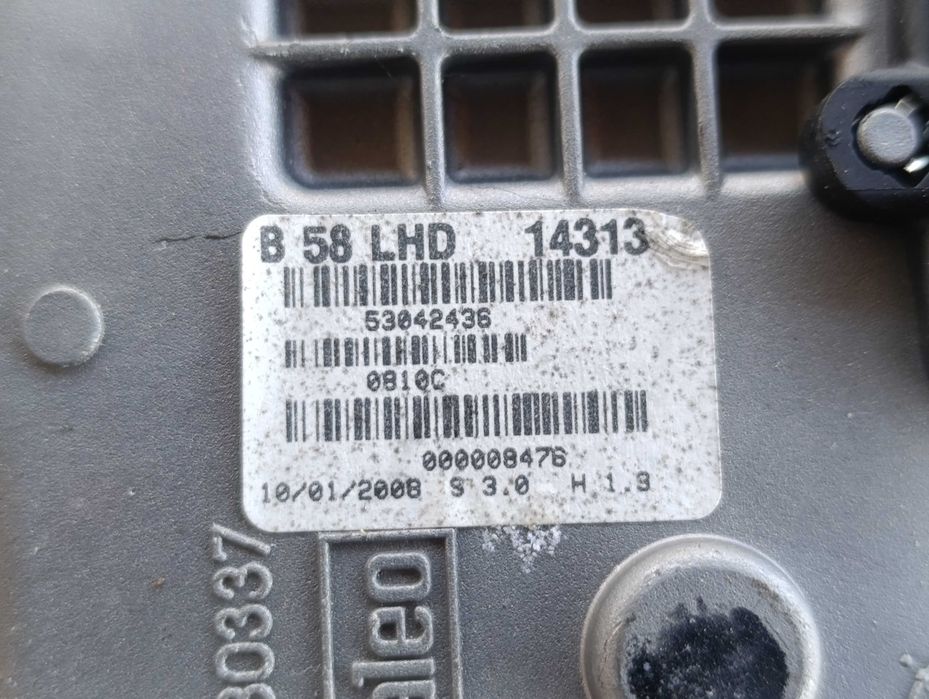 B 58 LHD 14313
53042436
0810C
000008476
10/01/2008 S 3.0 H 1.3
30337
aleo